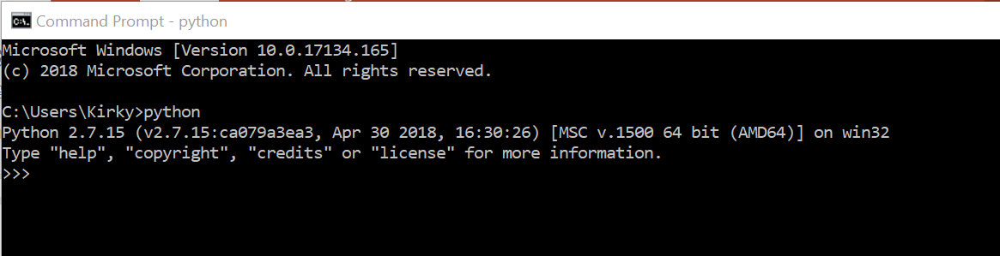 Command Prompt - python
Microsoft Windows [Version 10.0.17134.165]
(c) 2018 Microsoft Corporation. All rights reserved.
C:\Users\Kirky>python
Python 2.7.15 (v2.7.15:ca079a3ea3, Apr 30 2018, 16:30:26) [MSC v.1500 64 bit (AMD64)] on win32
Type "help", "copyright", "credits" or "license" for more information.
>>>